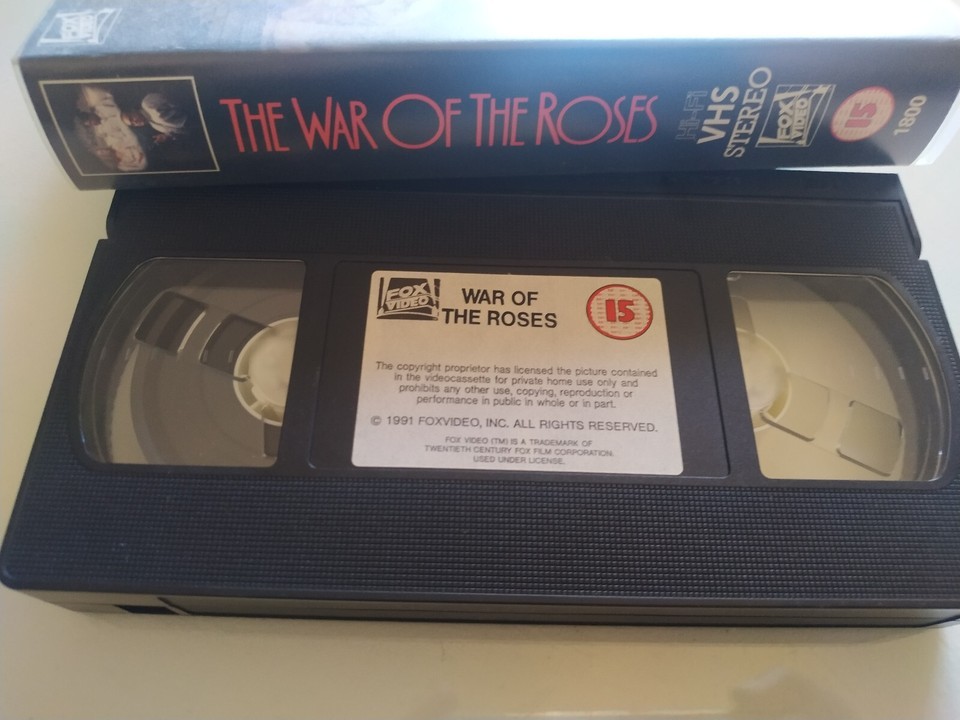 FOX
VIDEO
THE WAR OF THE ROSES
HI-FI
VHS
STEREO
FOX
VIDEO
15
1800
FOX
VIDEO
WAR OF
THE ROSES
15
The copyright proprietor has licensed the picture contained
in the videocassette for private home use only and
prohibits any other use, copying, reproduction or
performance in public in whole or in part.
© 1991 FOXVIDEO, INC. ALL RIGHTS RESERVED.
FOX VIDEO (TM) IS A TRADEMARK OF
TWENTIETH CENTURY FOX FILM CORPORATION.
USED UNDER LICENSE.